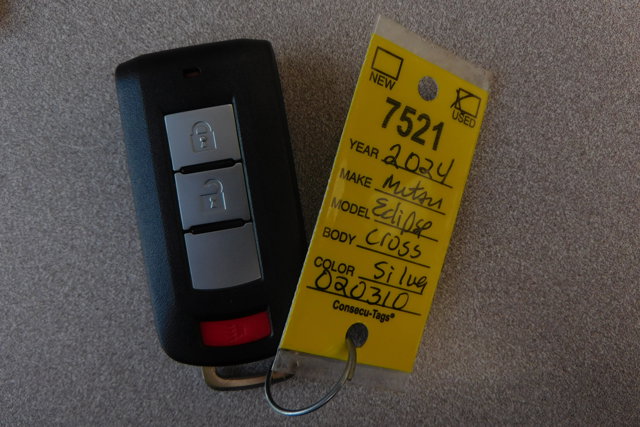 NEW
USED
7521
YEAR 2024
MAKE Mitsu
MODEL Eclipse
BODY Cross
COLOR Silver
020310
Consecu-Tags®